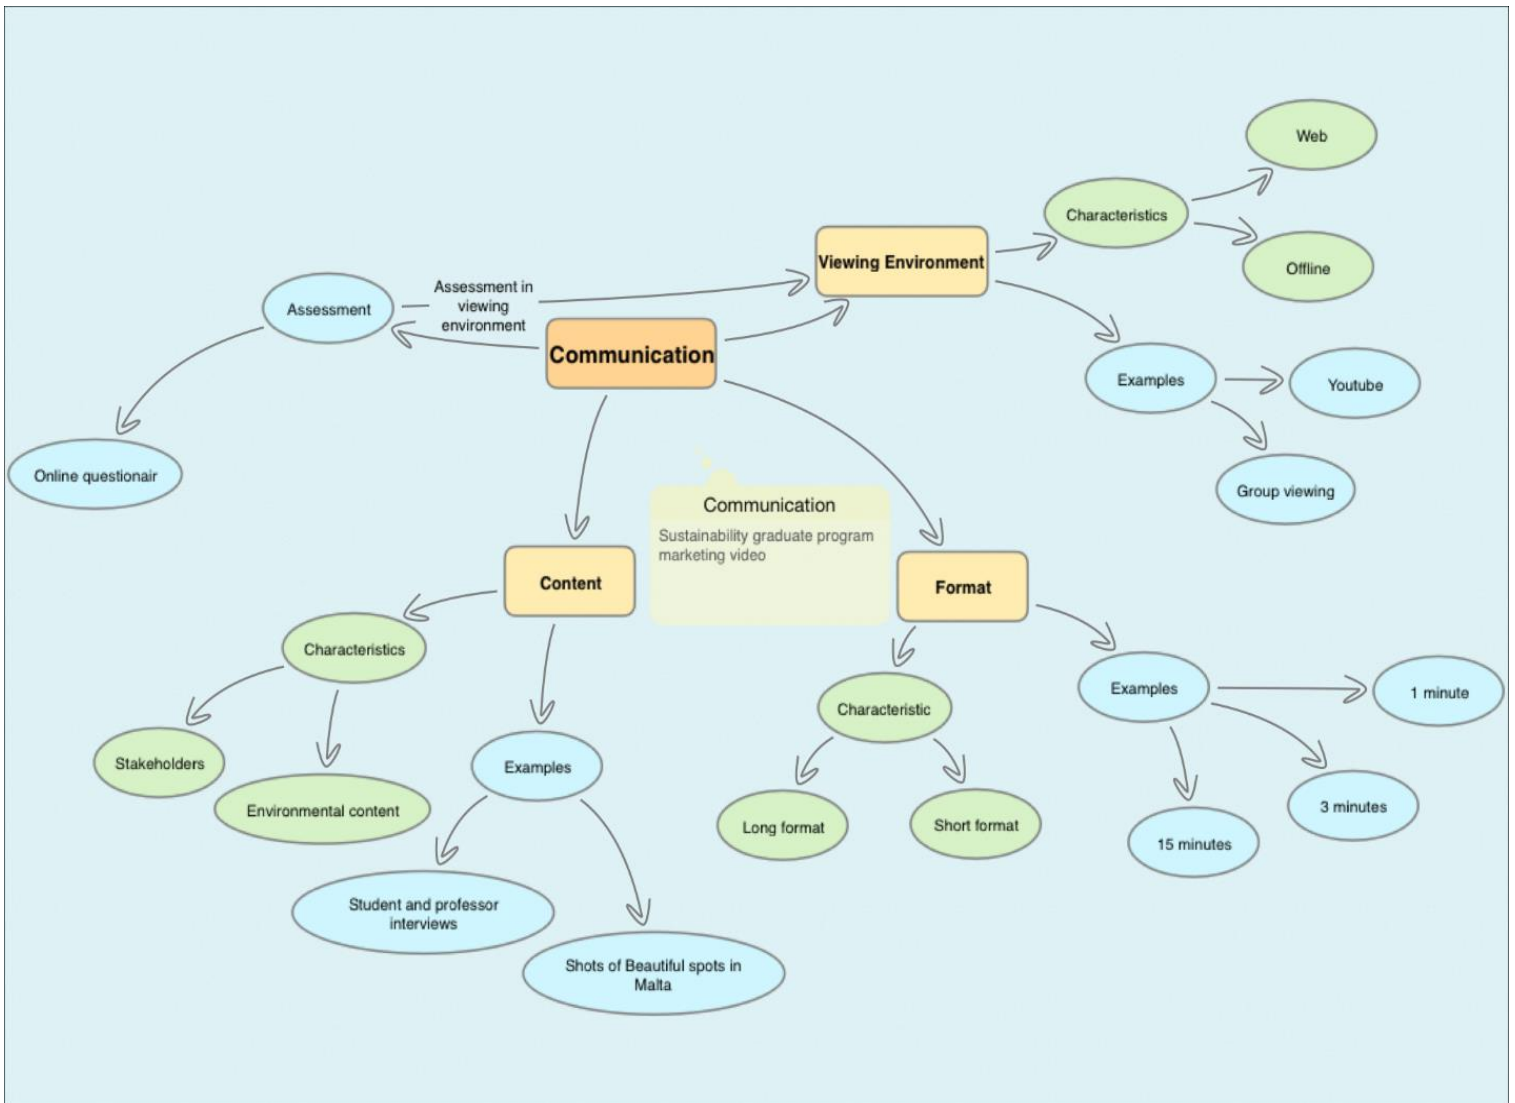 Web
Characteristics
Offline
Viewing Environment
Assessment in
viewing
environment
Assessment
Communication
Examples
Youtube
Online questionair
Group viewing
Communication
Sustainability graduate program
marketing video
Content
Format
Characteristics
Stakeholders
Environmental content
Examples
Student and professor
interviews
Shots of Beautiful spots in
Malta
Characteristic
Long format
Short format
Examples
1 minute
3 minutes
15 minutes